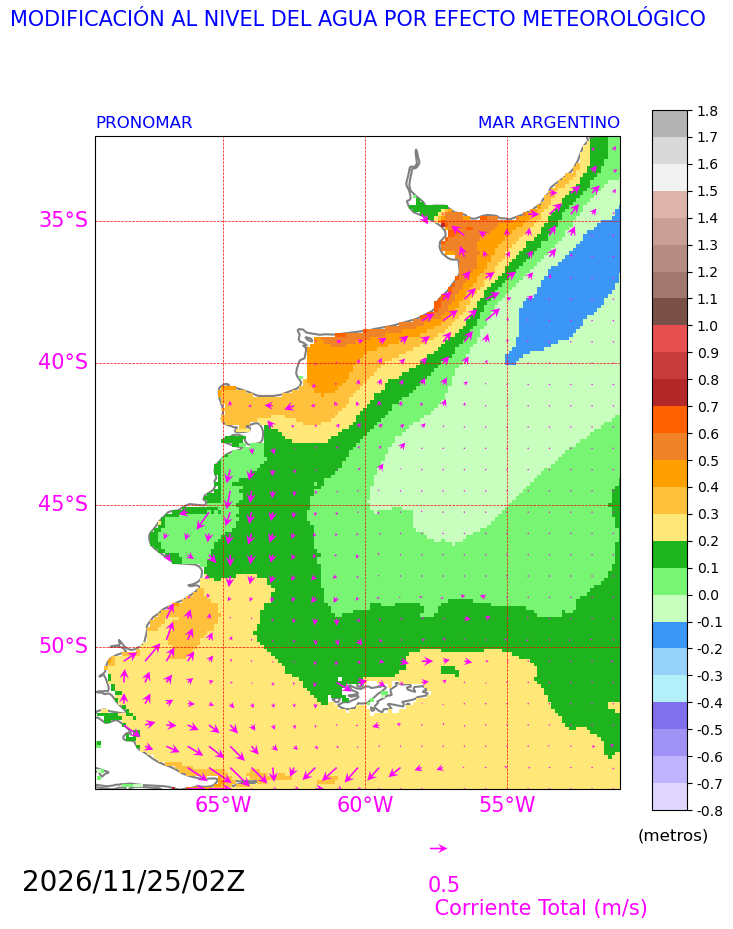 MODIFICACIÓN AL NIVEL DEL AGUA POR EFECTO METEOROLÓGICO
PRONOMAR
MAR ARGENTINO
35°S
40°S
45°S
50°S
65°W
60°W
55°W
1.8
1.7
1.6
1.5
1.4
1.3
1.2
1.1
1.0
0.9
0.8
0.7
0.6
0.5
0.4
0.3
0.2
0.1
0.0
-0.1
-0.2
-0.3
-0.4
-0.5
-0.6
-0.7
-0.8
(metros)
2026/11/25/02Z
0.5
Corriente Total (m/s)